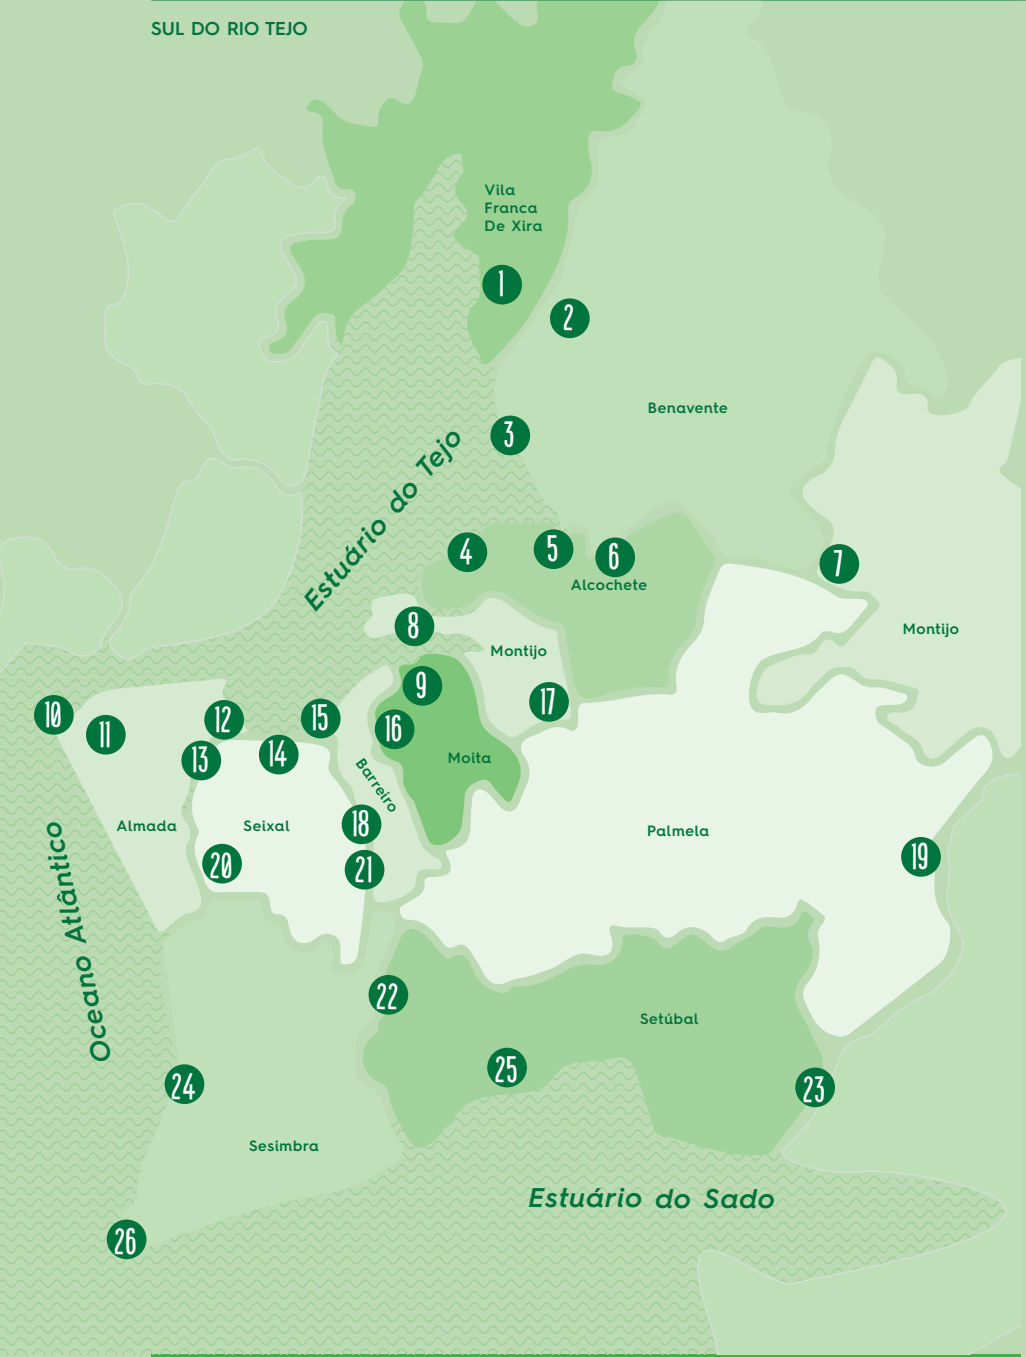 SUL DO RIO TEJO
Vila
Franca
De Xira
1
2
Benavente
3
Estuário do Tejo
4
5
6
7
Alcochete
8
Montijo
Montijo
9
17
10
11
12
15
16
13
14
Moita
Barreiro
Almada
Seixal
18
Palmela
19
20
21
Oceano Atlântico
22
Setúbal
25
24
23
Sesimbra
Estuário do Sado
26